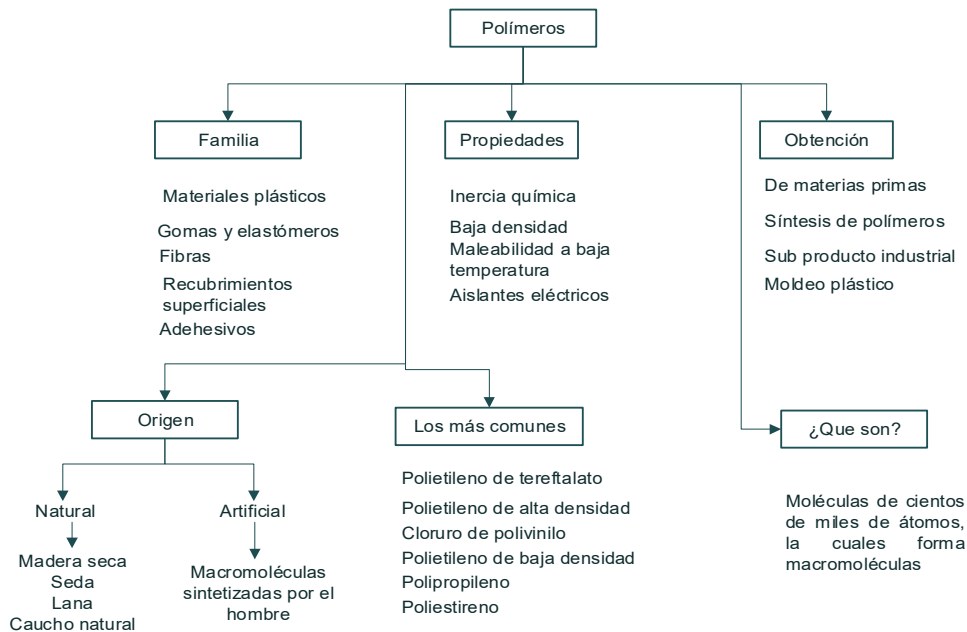 Polímeros
Familia
Materiales plásticos
Gomas y elastómeros
Fibras
Recubrimientos
superficiales
Adehesivos
Propiedades
Inercia química
Baja densidad
Maleabilidad a baja
temperatura
Aislantes eléctricos
Obtención
De materias primas
Síntesis de polímeros
Sub producto industrial
Moldeo plástico
Origen
Natural
Madera seca
Seda
Lana
Caucho natural
Artificial
Macromoléculas
sintetizadas por el
hombre
Los más comunes
Polietileno de tereftalato
Polietileno de alta densidad
Cloruro de polivinilo
Polietileno de baja densidad
Polipropileno
Poliestireno
¿Que son?
Moléculas de cientos
de miles de átomos,
la cuales forma
macromoléculas